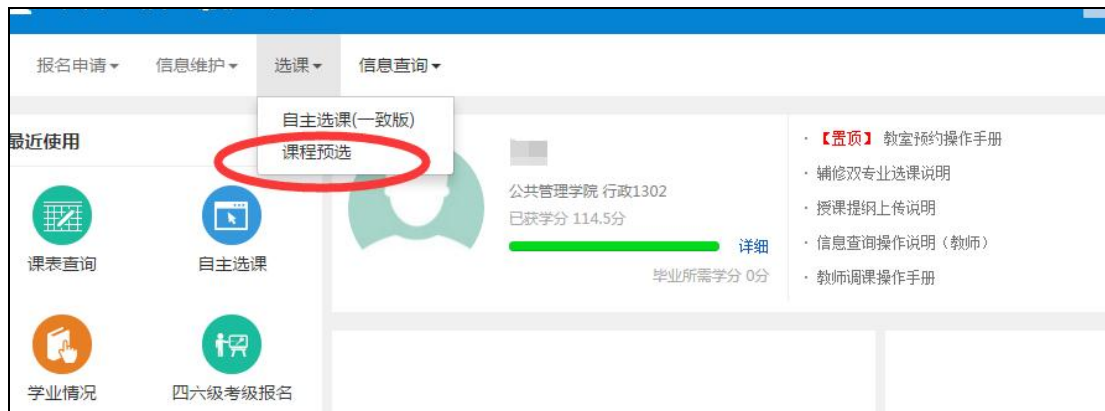 报名申请 信息维护 选课 信息查询
自主选课(一致版)
课程预选
最近使用
课表查询
自主选课
学业情况
四六级考级报名
公共管理学院 行政1302
已获学分 114.5分
详细
毕业所需学分 0分
· 【置顶】 教室预约操作手册
· 辅修双专业选课说明
· 授课提纲上传说明
· 信息查询操作说明（教师）
· 教师调课操作手册